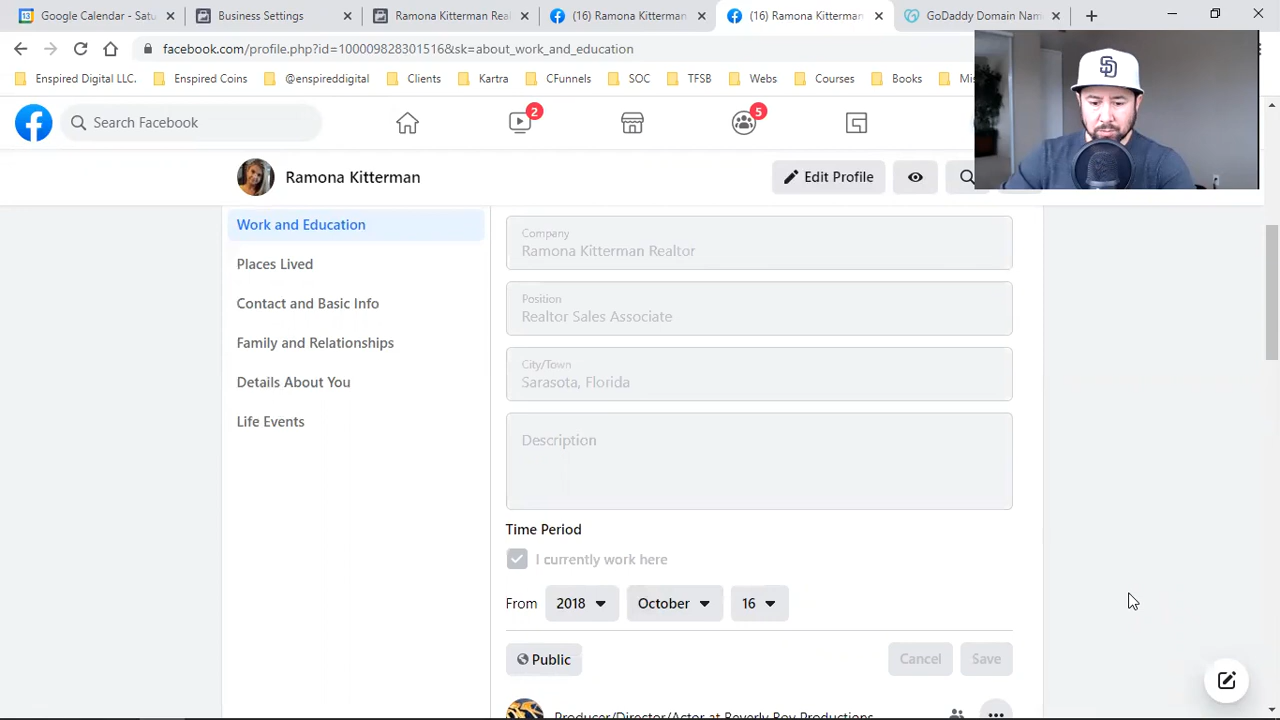 Google Calendar - Satu
Business Settings
Ramona Kitterman Rea
(16) Ramona Kitterman
(16) Ramona Kitterman
GoDaddy Domain Nam
facebook.com/profile.php?id=100009828301516&sk=about_work_and_education
Enspired Digital LLC.
Enspired Coins
@enspireddigital
Clients
Kartra
CFunnels
SOC
TFSB
Webs
Courses
Books
Mi
Search Facebook
2
5
SD
Ramona Kitterman
Edit Profile
Work and Education
Places Lived
Contact and Basic Info
Family and Relationships
Details About You
Life Events
Company
Ramona Kitterman Realtor
Position
Realtor Sales Associate
City/Town
Sarasota, Florida
Description
Time Period
I currently work here
From 2018 October 16
Public
Cancel Save
Producer/Director/Actor at Beverly Boy Productions